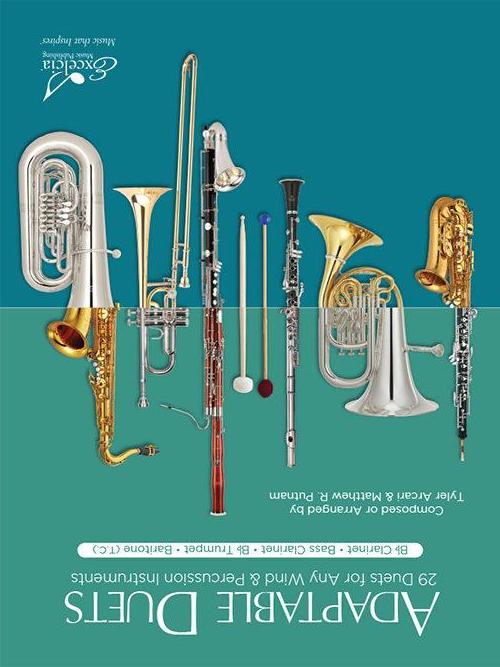 ADAPTABLE DUETS
29 Duets for Any Wind & Percussion Instruments
B♭ Clarinet • Bass Clarinet • B♭ Trumpet • Baritone (T.C.)
Composed or Arranged by
Tyler Arcari & Matthew R. Putnam
Excelcia
Music Publishing
Music that Inspires™